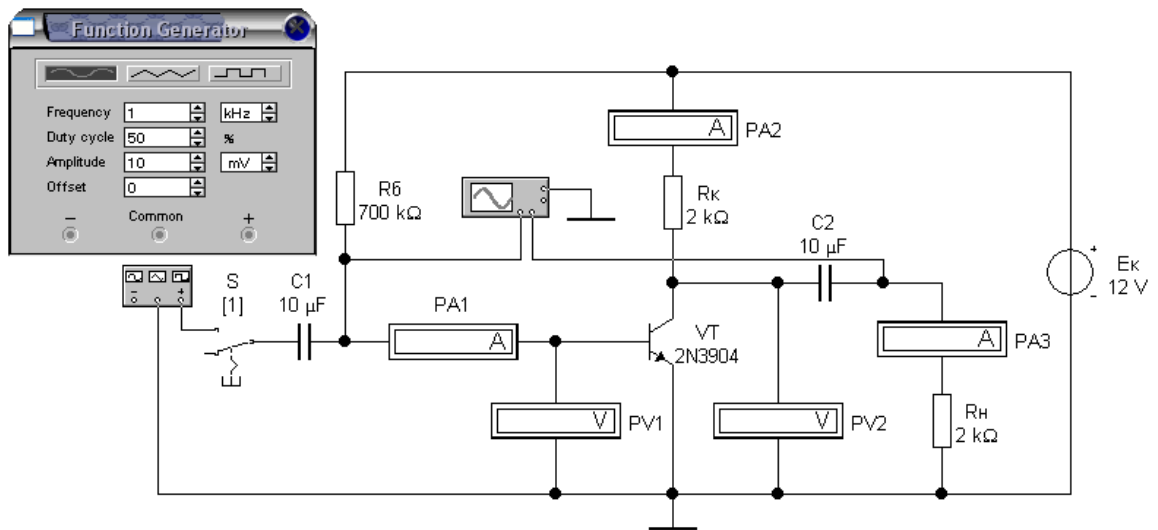 Function Generator
Frequency 1 kHz
Duty cycle 50 %
Amplitude 10 mV
Offset 0
− Common +
− +
S
[1]
C1
10 µF
Rб
700 kΩ
PA1
A
A
PA2
Rк
2 kΩ
C2
10 µF
VT
2N3904
V
PV1
V
PV2
A
PA3
Rн
2 kΩ
+
Eк
12 V
-